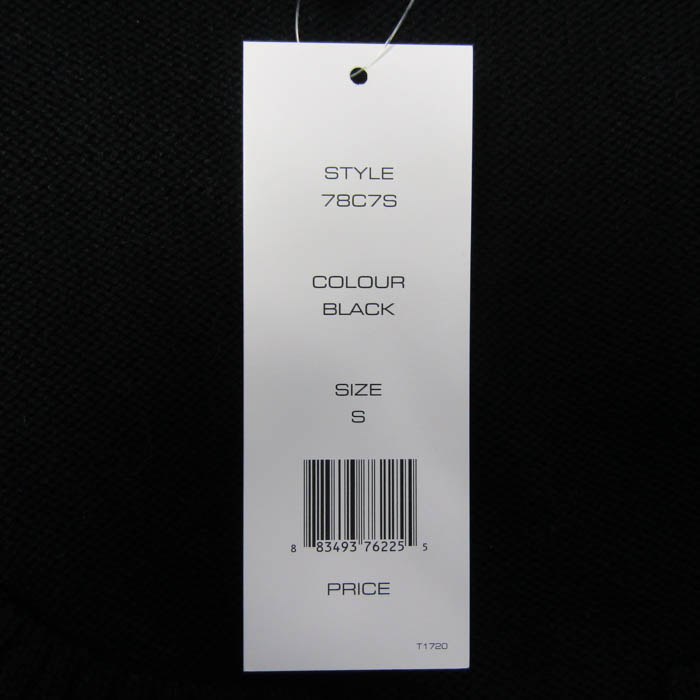 STYLE
78C7S
COLOUR
BLACK
SIZE
S
8 83493 76225 5
PRICE
T1720